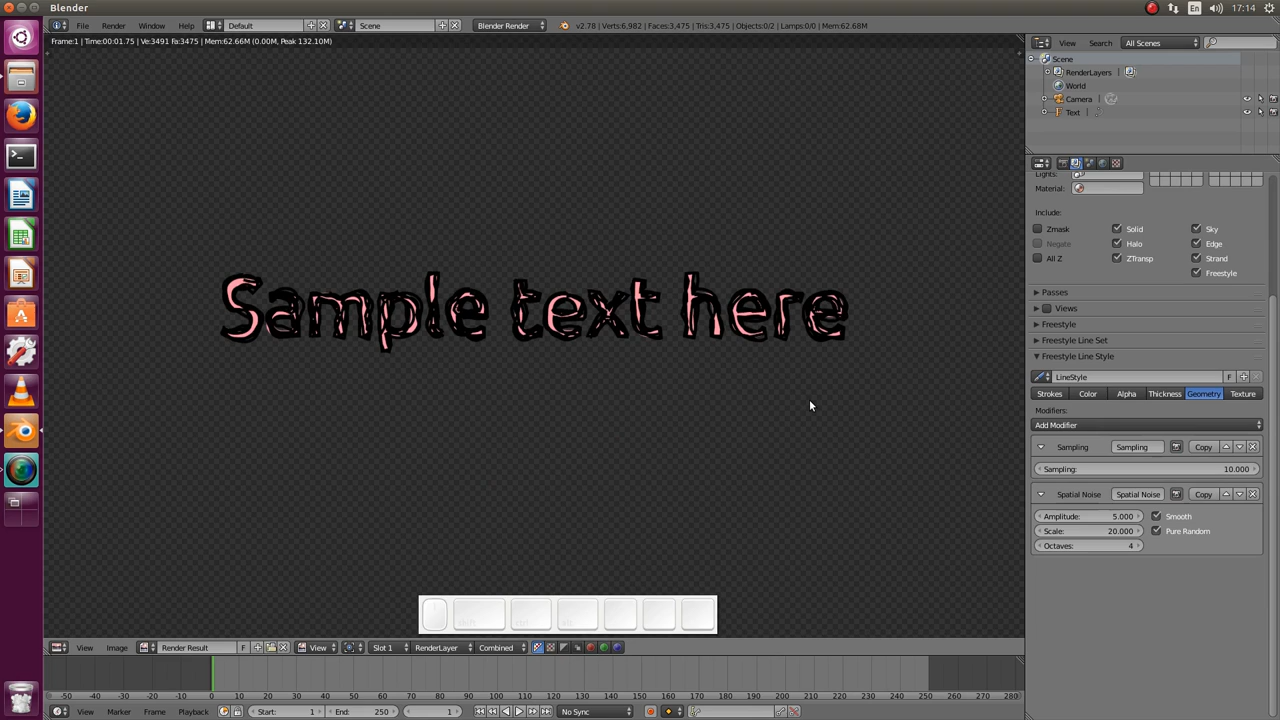 Blender
En 17:14
File Render Window Help Default Scene Blender Render v2.78 | Verts:6,982 | Faces:3,475 | Tris:3,475 | Objects:0/2 | Lamps:0/0 | Mem:62.68M
Frame:1 | Time:00:01.75 | Ve:3491 Fa:3475 | Mem:62.66M (0.00M, Peak 132.10M)
View Search All Scenes
Scene
RenderLayers
World
Camera
Text
Lights:
Material:
Include:
Zmask Solid Sky
Negate Halo Edge
All Z ZTransp Strand
Freestyle
Passes
Views
Freestyle
Freestyle Line Set
Freestyle Line Style
LineStyle F
Strokes Color Alpha Thickness Geometry Texture
Modifiers:
Add Modifier
Sampling Sampling Copy
Sampling: 10.000
Spatial Noise Spatial Noise Copy
Amplitude: 5.000 Smooth
Scale: 20.000 Pure Random
Octaves: 4
Sample text here
shift ctrl alt
View Image Render Result F View Slot 1 RenderLayer Combined
-50 -40 -30 -20 -10 0 10 20 30 40 50 60 70 80 90 100 110 120 130 140 150 160 170 180 190 200 210 220 230 240 250 260 270 280
View Marker Frame Playback Start: 1 End: 250 1 No Sync